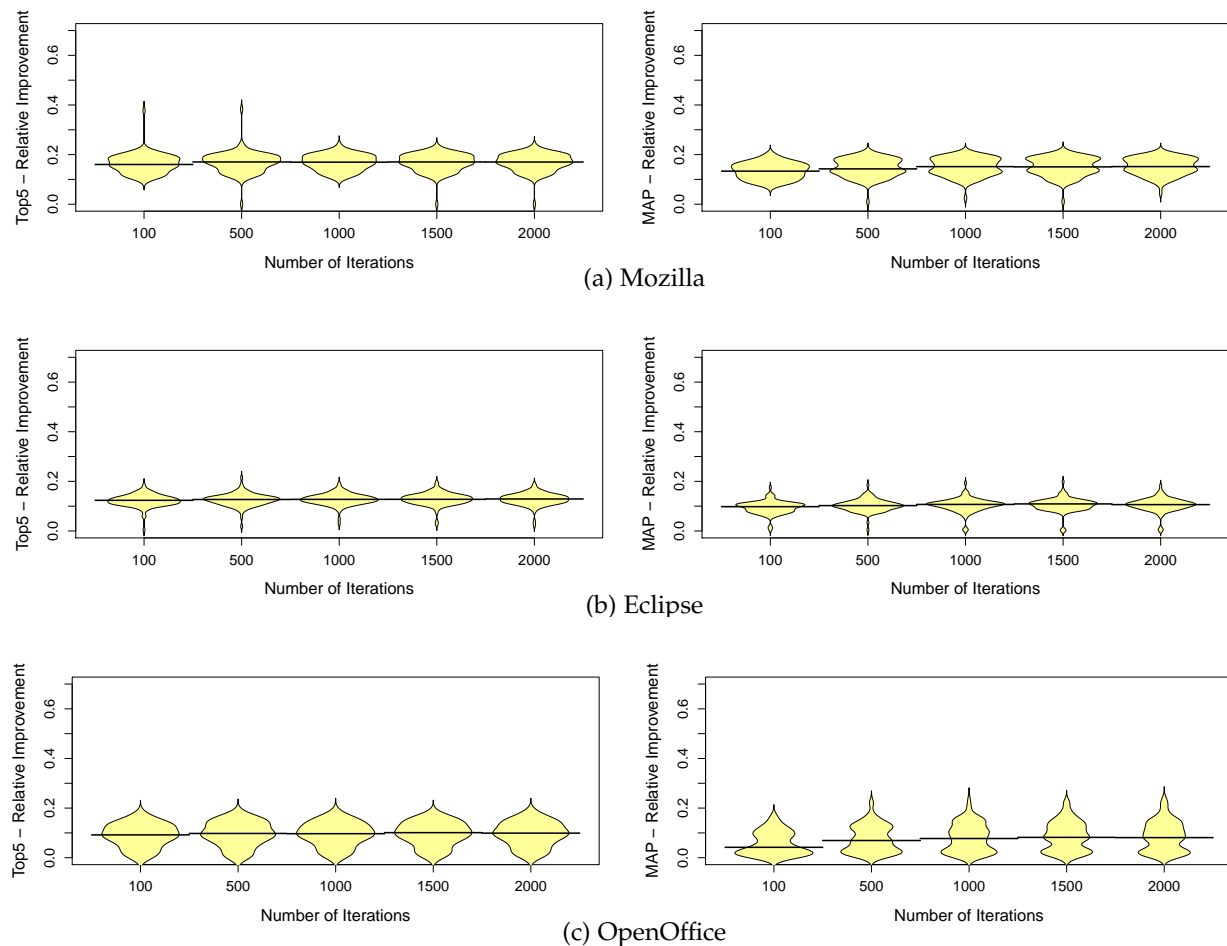 Top5 – Relative Improvement
0.0 0.2 0.4 0.6
100 500 1000 1500 2000
Number of Iterations
MAP – Relative Improvement
0.0 0.2 0.4 0.6
100 500 1000 1500 2000
Number of Iterations
(a) Mozilla
Top5 – Relative Improvement
0.0 0.2 0.4 0.6
100 500 1000 1500 2000
Number of Iterations
MAP – Relative Improvement
0.0 0.2 0.4 0.6
100 500 1000 1500 2000
Number of Iterations
(b) Eclipse
Top5 – Relative Improvement
0.0 0.2 0.4 0.6
100 500 1000 1500 2000
Number of Iterations
MAP – Relative Improvement
0.0 0.2 0.4 0.6
100 500 1000 1500 2000
Number of Iterations
(c) OpenOffice